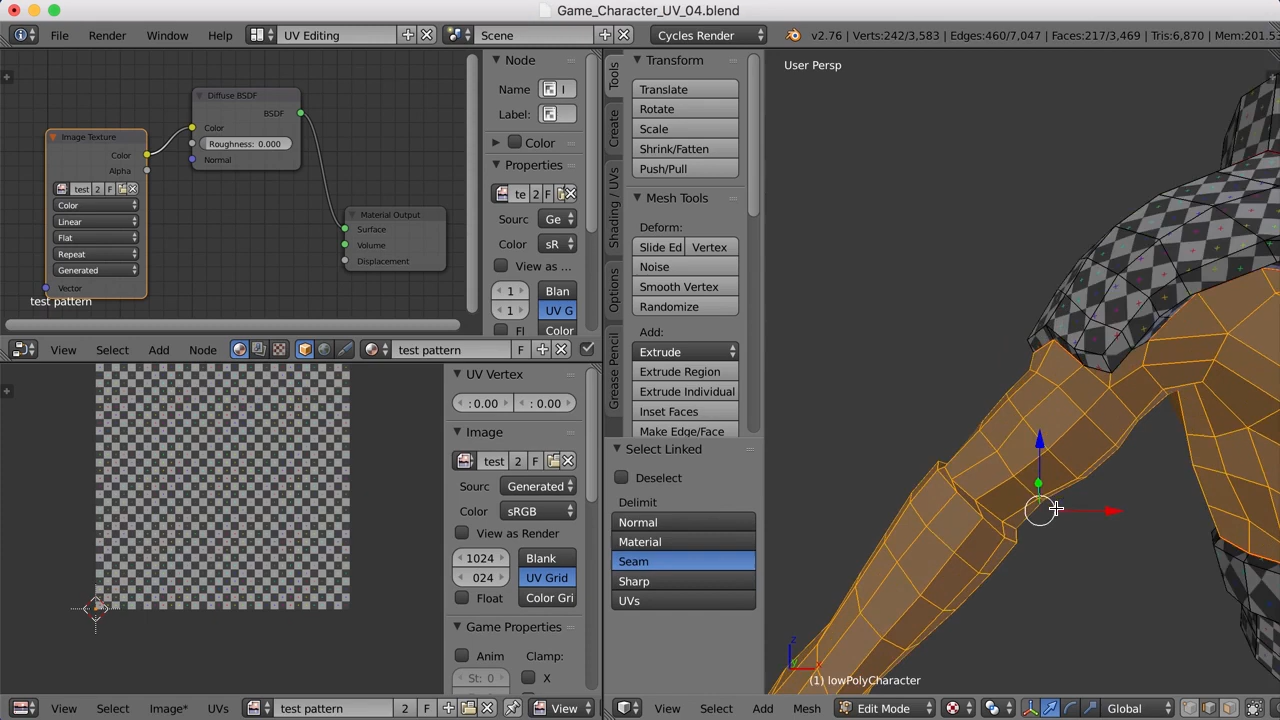 Game_Character_UV_04.blend
File Render Window Help UV Editing Scene Cycles Render v2.76 | Verts:242/3,583 | Edges:460/7,047 | Faces:217/3,469 | Tris:6,870 | Mem:201.5
Image Texture
Color
Alpha
test 2 F
Color
Linear
Flat
Repeat
Generated
Vector
test pattern
Diffuse BSDF
BSDF
Color
Roughness: 0.000
Normal
Material Output
Surface
Volume
Displacement
Node
Name I
Label:
Color
Properties
te 2 F
Sourc Ge
Color sR
View as ...
1 Blan
1 UV G
Fl Color
View Select Add Node test pattern F
UV Vertex
: 0.00 : 0.00
Image
test 2 F
Sourc Generated
Color sRGB
View as Render
1024 Blank
024 UV Grid
Float Color Gri
Game Properties
Anim Clamp:
St: 0 X
View Select Image* UVs test pattern 2 F View
Tools
Create
Shading / UVs
Options
Grease Pencil
Transform
Translate
Rotate
Scale
Shrink/Fatten
Push/Pull
Mesh Tools
Deform:
Slide Ed Vertex
Noise
Smooth Vertex
Randomize
Add:
Extrude
Extrude Region
Extrude Individual
Inset Faces
Make Edge/Face
Select Linked
Deselect
Delimit
Normal
Material
Seam
Sharp
UVs
User Persp
z
(1) lowPolyCharacter
View Select Add Mesh Edit Mode Global